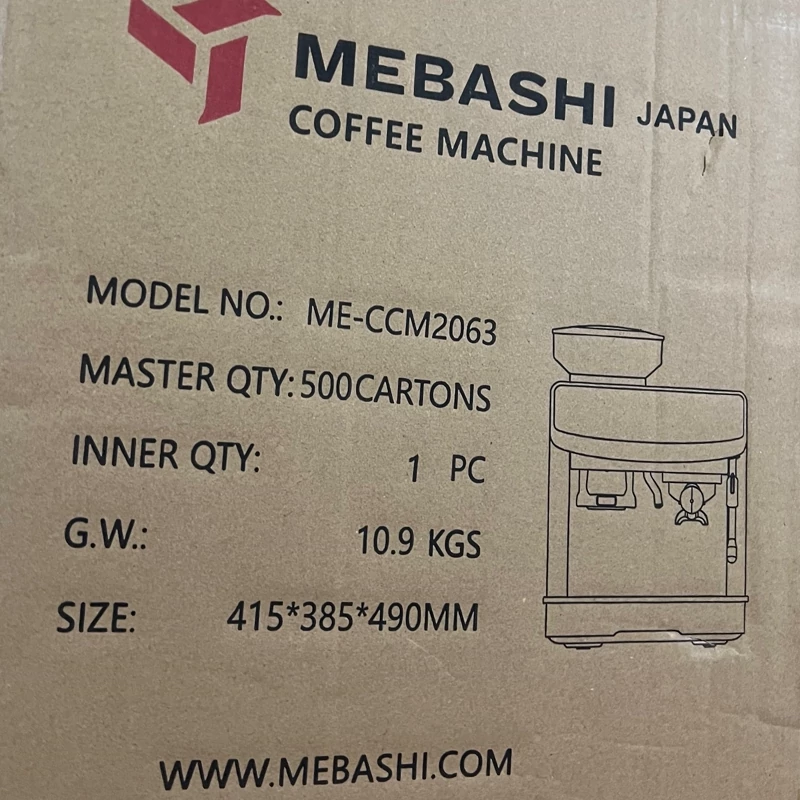 MEBASHI JAPAN
COFFEE MACHINE
MODEL NO.: ME-CCM2063
MASTER QTY: 500CARTONS
INNER QTY: 1 PC
G.W.: 10.9 KGS
SIZE: 415*385*490MM
WWW.MEBASHI.COM